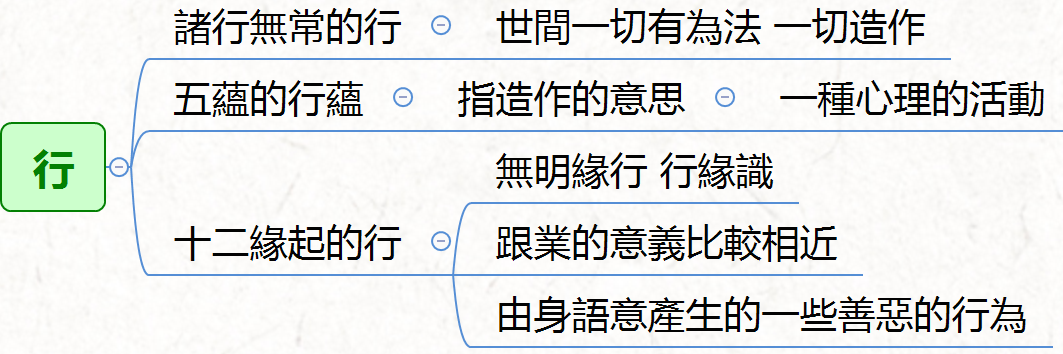 行
諸行無常的行
世間一切有為法 一切造作
五蘊的行蘊
指造作的意思
一種心理的活動
十二緣起的行
無明緣行 行緣識
跟業的意義比較相近
由身語意產生的一些善惡的行為